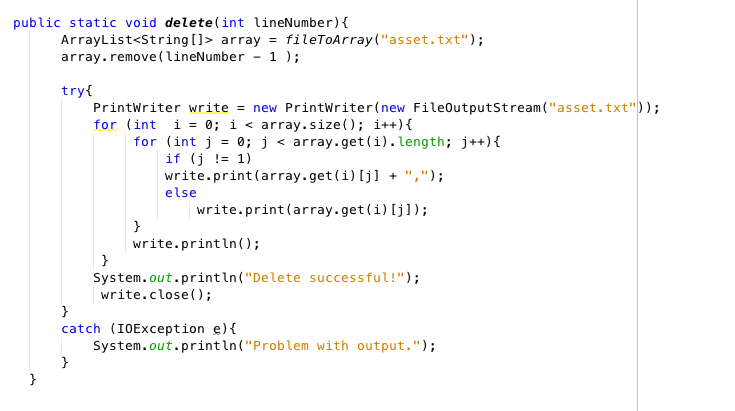 public static void delete(int lineNumber){
ArrayList<String[]> array = fileToArray("asset.txt");
array.remove(lineNumber - 1 );
try{
PrintWriter write = new PrintWriter(new FileOutputStream("asset.txt"));
for (int  i = 0; i < array.size(); i++){
for (int j = 0; j < array.get(i).length; j++){
if (j != 1)
write.print(array.get(i)[j] + ",");
else
write.print(array.get(i)[j]);
}
write.println();
}
System.out.println("Delete successful!");
write.close();
}
catch (IOException e){
System.out.println("Problem with output.");
}
}